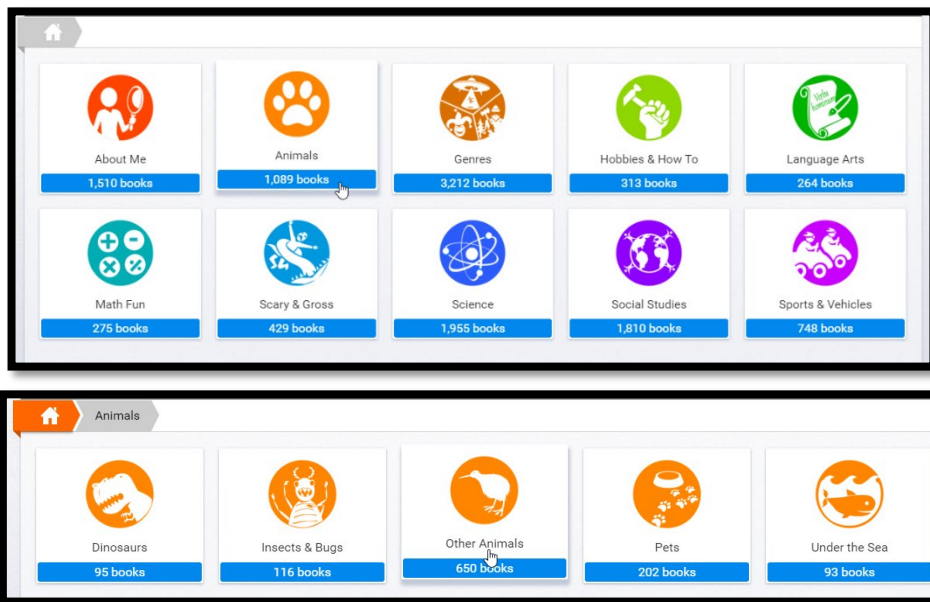 About Me
Animals
Genres
Hobbies & How To
Verbs
hominum
Language Arts
1,510 books
1,089 books
3,212 books
313 books
264 books
Math Fun
Scary & Gross
Science
Social Studies
Sports & Vehicles
275 books
429 books
1,955 books
1,810 books
748 books
Animals
Dinosaurs
Insects & Bugs
Other Animals
Pets
Under the Sea
95 books
116 books
650 books
202 books
93 books